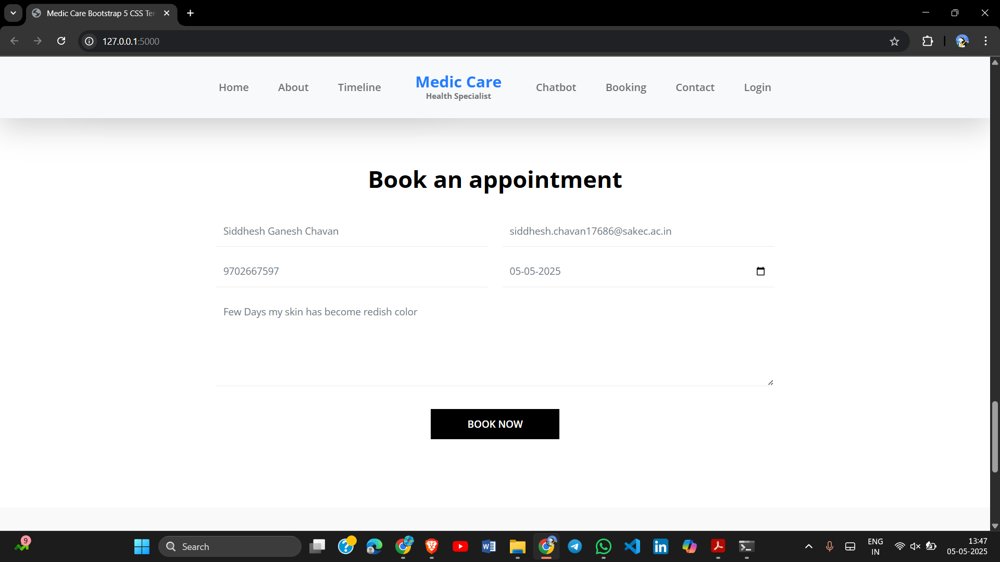 Medic Care Bootstrap 5 CSS Ter
127.0.0.1:5000
Home
About
Timeline
Medic Care
Health Specialist
Chatbot
Booking
Contact
Login
Book an appointment
Siddhesh Ganesh Chavan
siddhesh.chavan17686@sakec.ac.in
9702667597
05-05-2025
Few Days my skin has become redish color
BOOK NOW
9
Search
ENG
IN
13:47
05-05-2025